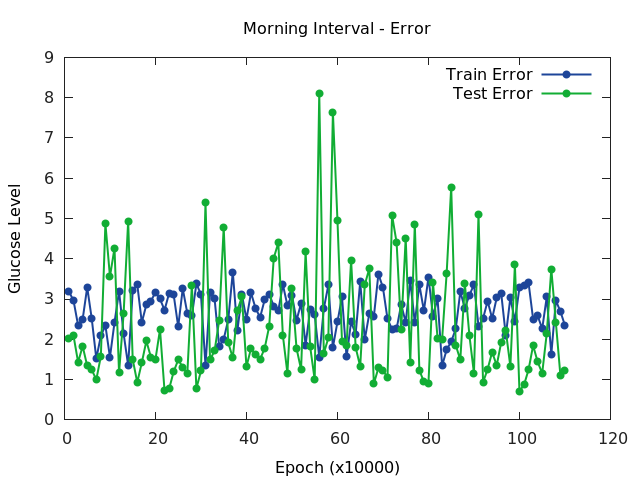 Morning Interval - Error
Train Error
Test Error
9
8
7
6
5
4
3
2
1
0
0 20 40 60 80 100 120
Glucose Level
Epoch (x10000)